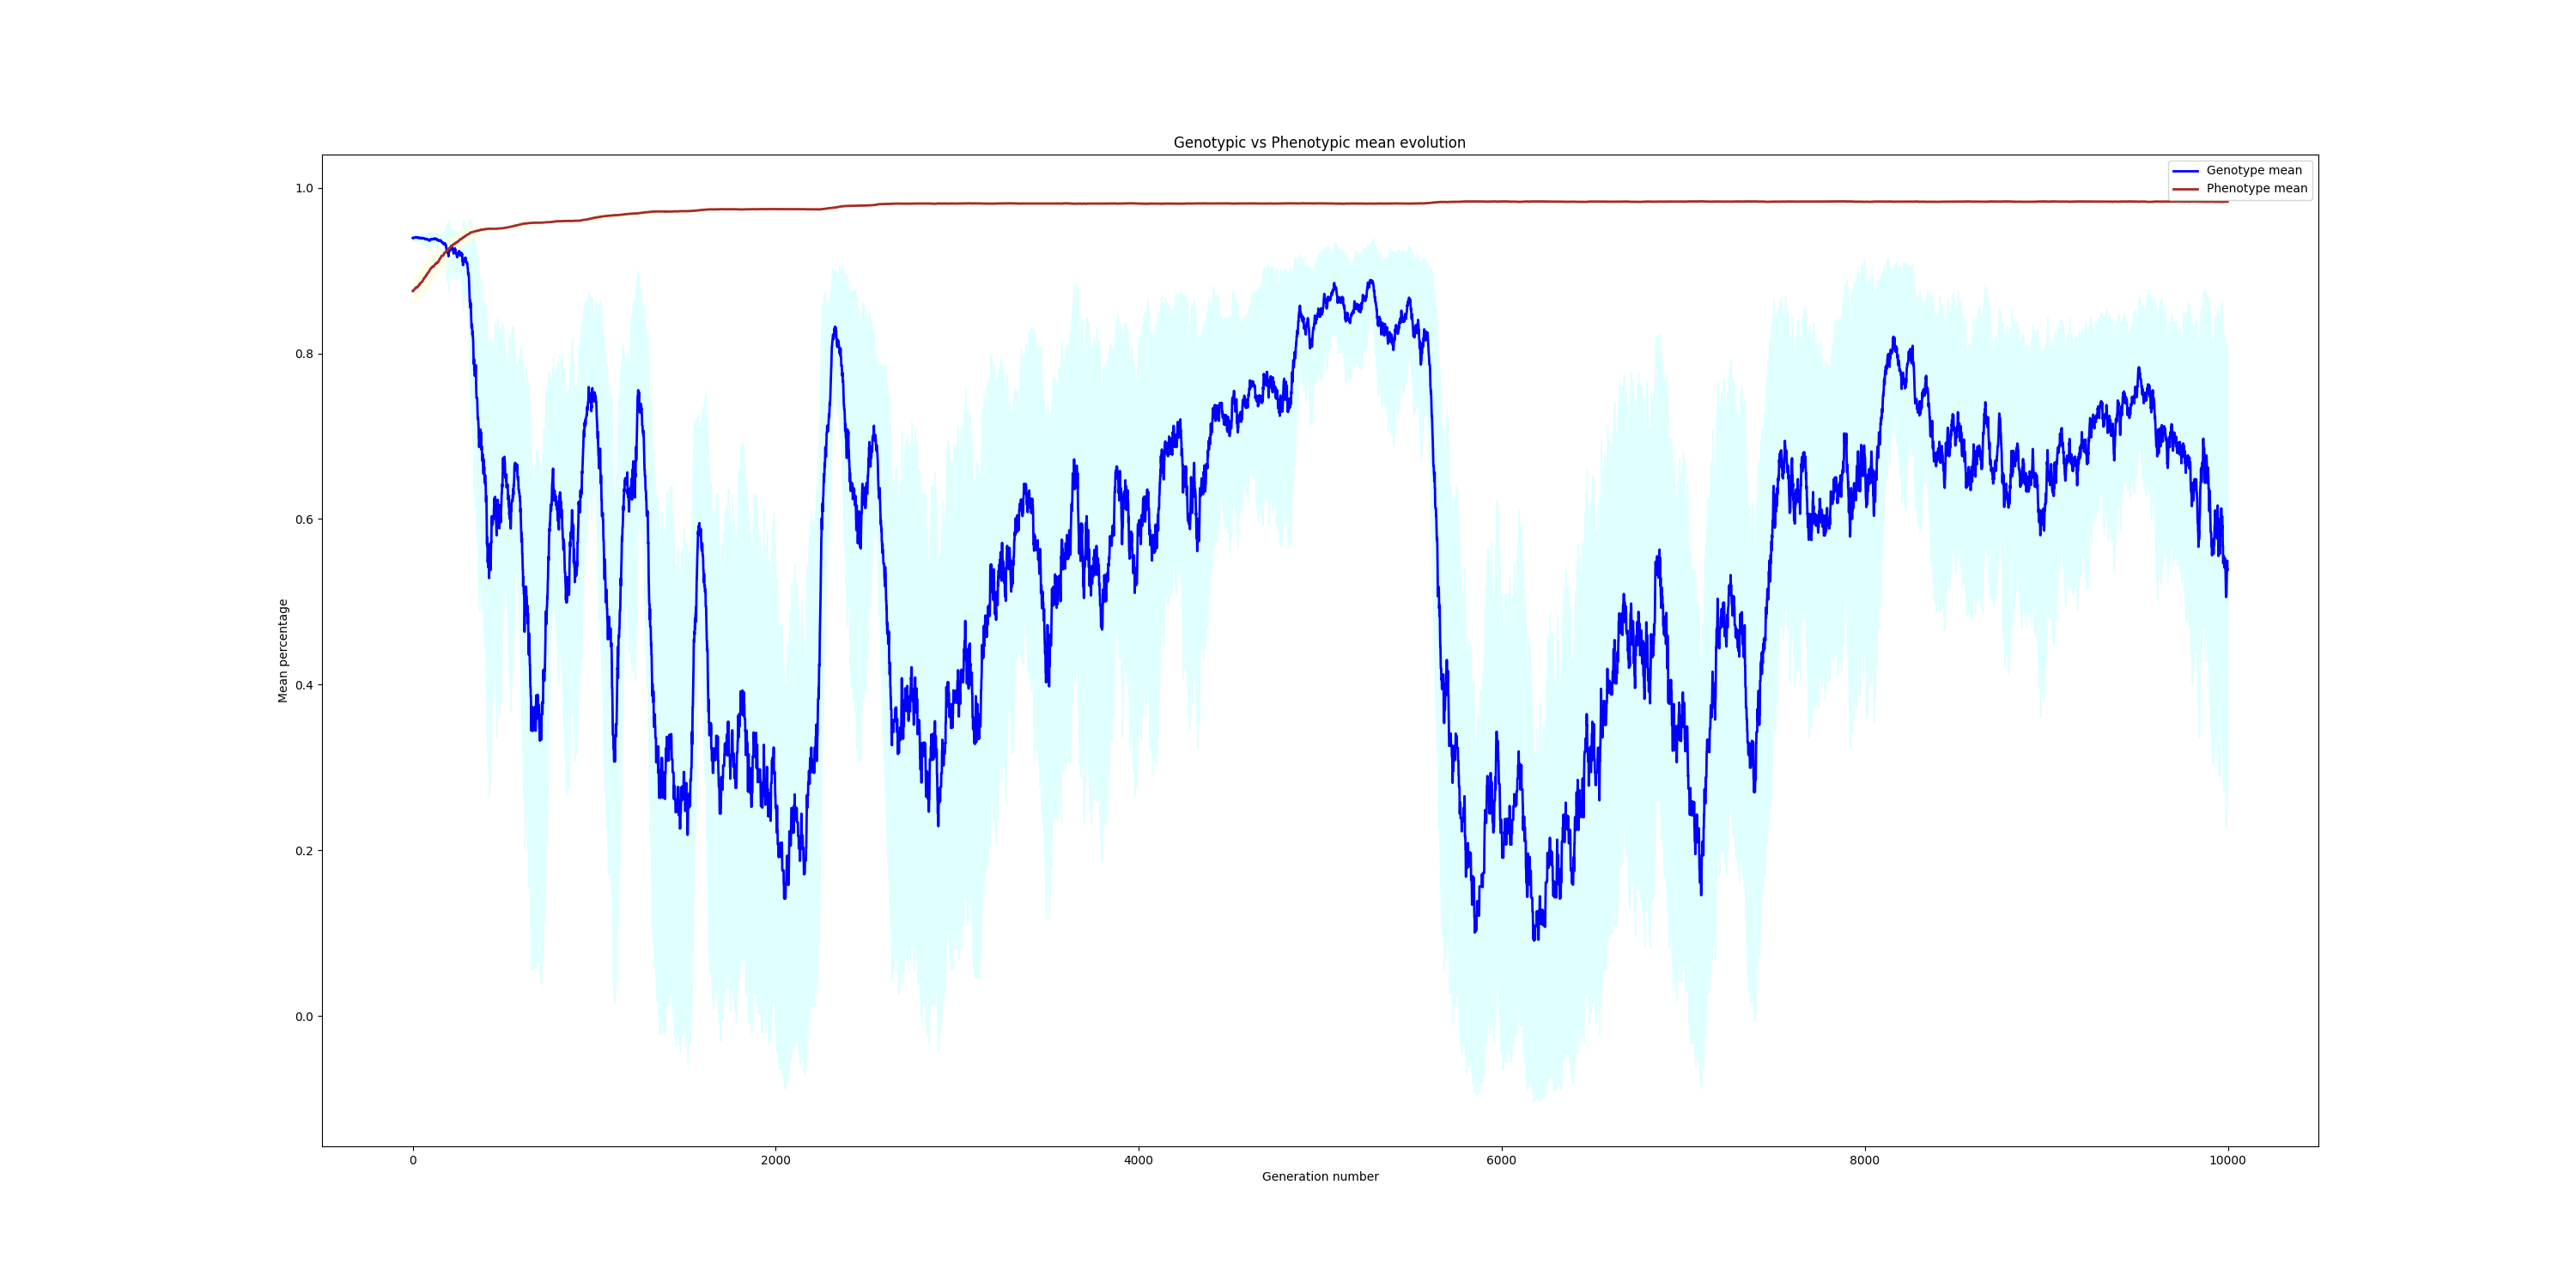 Genotypic vs Phenotypic mean evolution
Genotype mean
Phenotype mean
1.0
0.8
0.6
0.4
0.2
0.0
Mean percentage
0 2000 4000 6000 8000 10000
Generation number